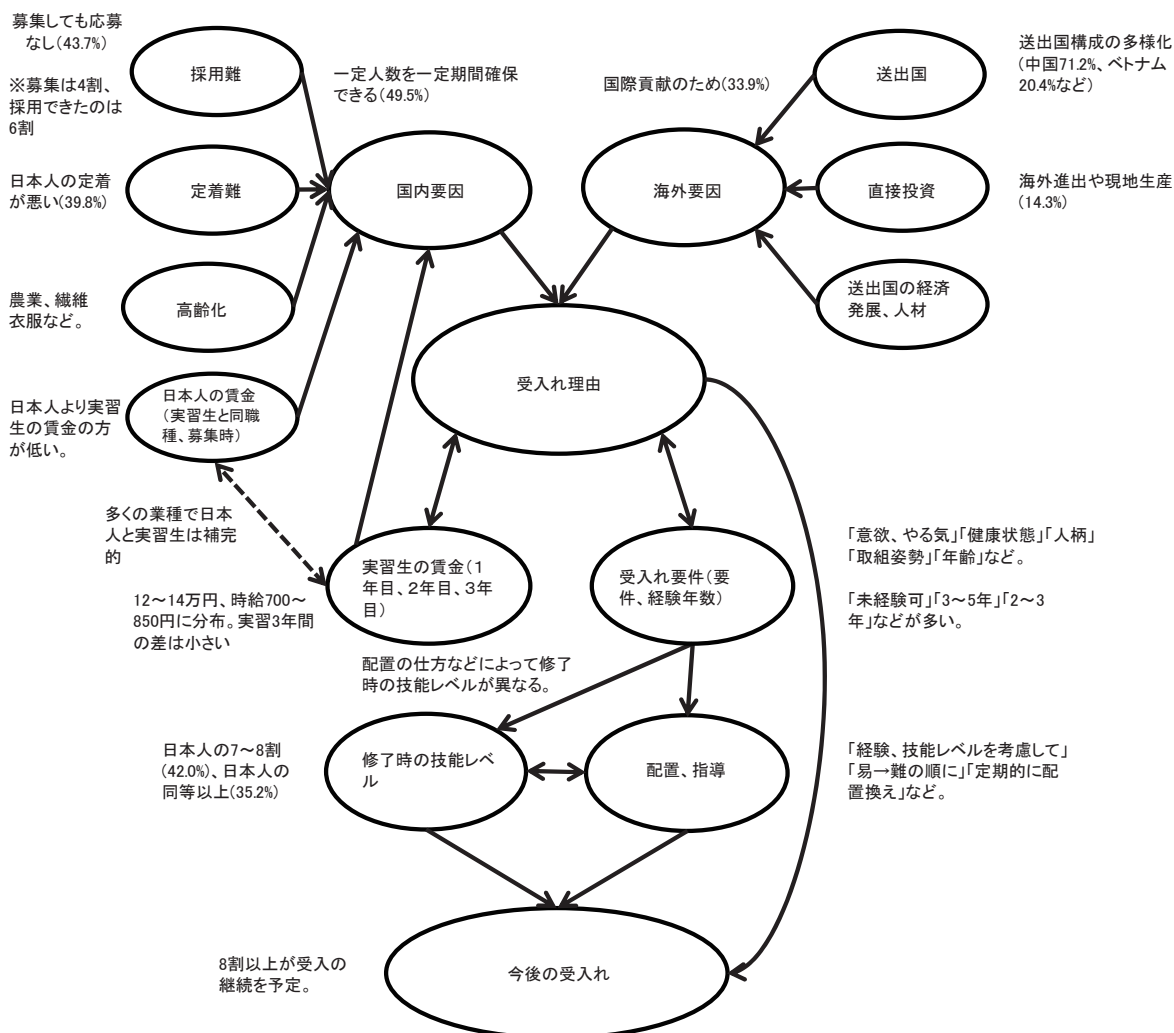 募集しても応募
なし(43.7%)
※募集は4割、
採用できたのは
6割
採用難
一定人数を一定期間確保
できる(49.5%)
国際貢献のため(33.9%)
送出国
送出国構成の多様化
(中国71.2%、ベトナム
20.4%など)
日本人の定着
が悪い(39.8%)
定着難
国内要因
海外要因
直接投資
海外進出や現地生産
(14.3%)
農業、繊維
衣服など。
高齢化
送出国の経済
発展、人材
受入れ理由
日本人より実習
生の賃金の方
が低い。
日本人の賃金
(実習生と同職
種、募集時)
多くの業種で日本
人と実習生は補完
的
12~14万円、時給700~
850円に分布。実習3年間
の差は小さい
実習生の賃金(1
年目、2年目、3年
目)
受入れ要件(要
件、経験年数)
「意欲、やる気」「健康状態」「人柄」
「取組姿勢」「年齢」など。
「未経験可」「3~5年」「2~3
年」などが多い。
配置の仕方などによって修了
時の技能レベルが異なる。
日本人の7~8割
(42.0%)、日本人の
同等以上(35.2%)
修了時の技能レベ
ル
配置、指導
「経験、技能レベルを考慮して」
「易→難の順に」「定期的に配
置換え」など。
8割以上が受入の
継続を予定。
今後の受入れ